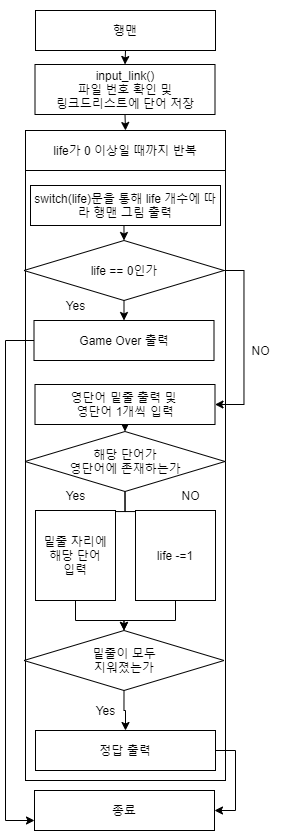 행맨
input_link()
파일 번호 확인 및
링크드리스트에 단어 저장
life가 0 이상일 때까지 반복
switch(life)문을 통해 life 개수에 따
라 행맨 그림 출력
life == 0인가
Yes
NO
Game Over 출력
영단어 밑줄 출력 및
영단어 1개씩 입력
해당 단어가
영단어에 존재하는가
Yes
NO
밑줄 자리에
해당 단어
입력
life -=1
밑줄이 모두
지워졌는가
Yes
정답 출력
종료